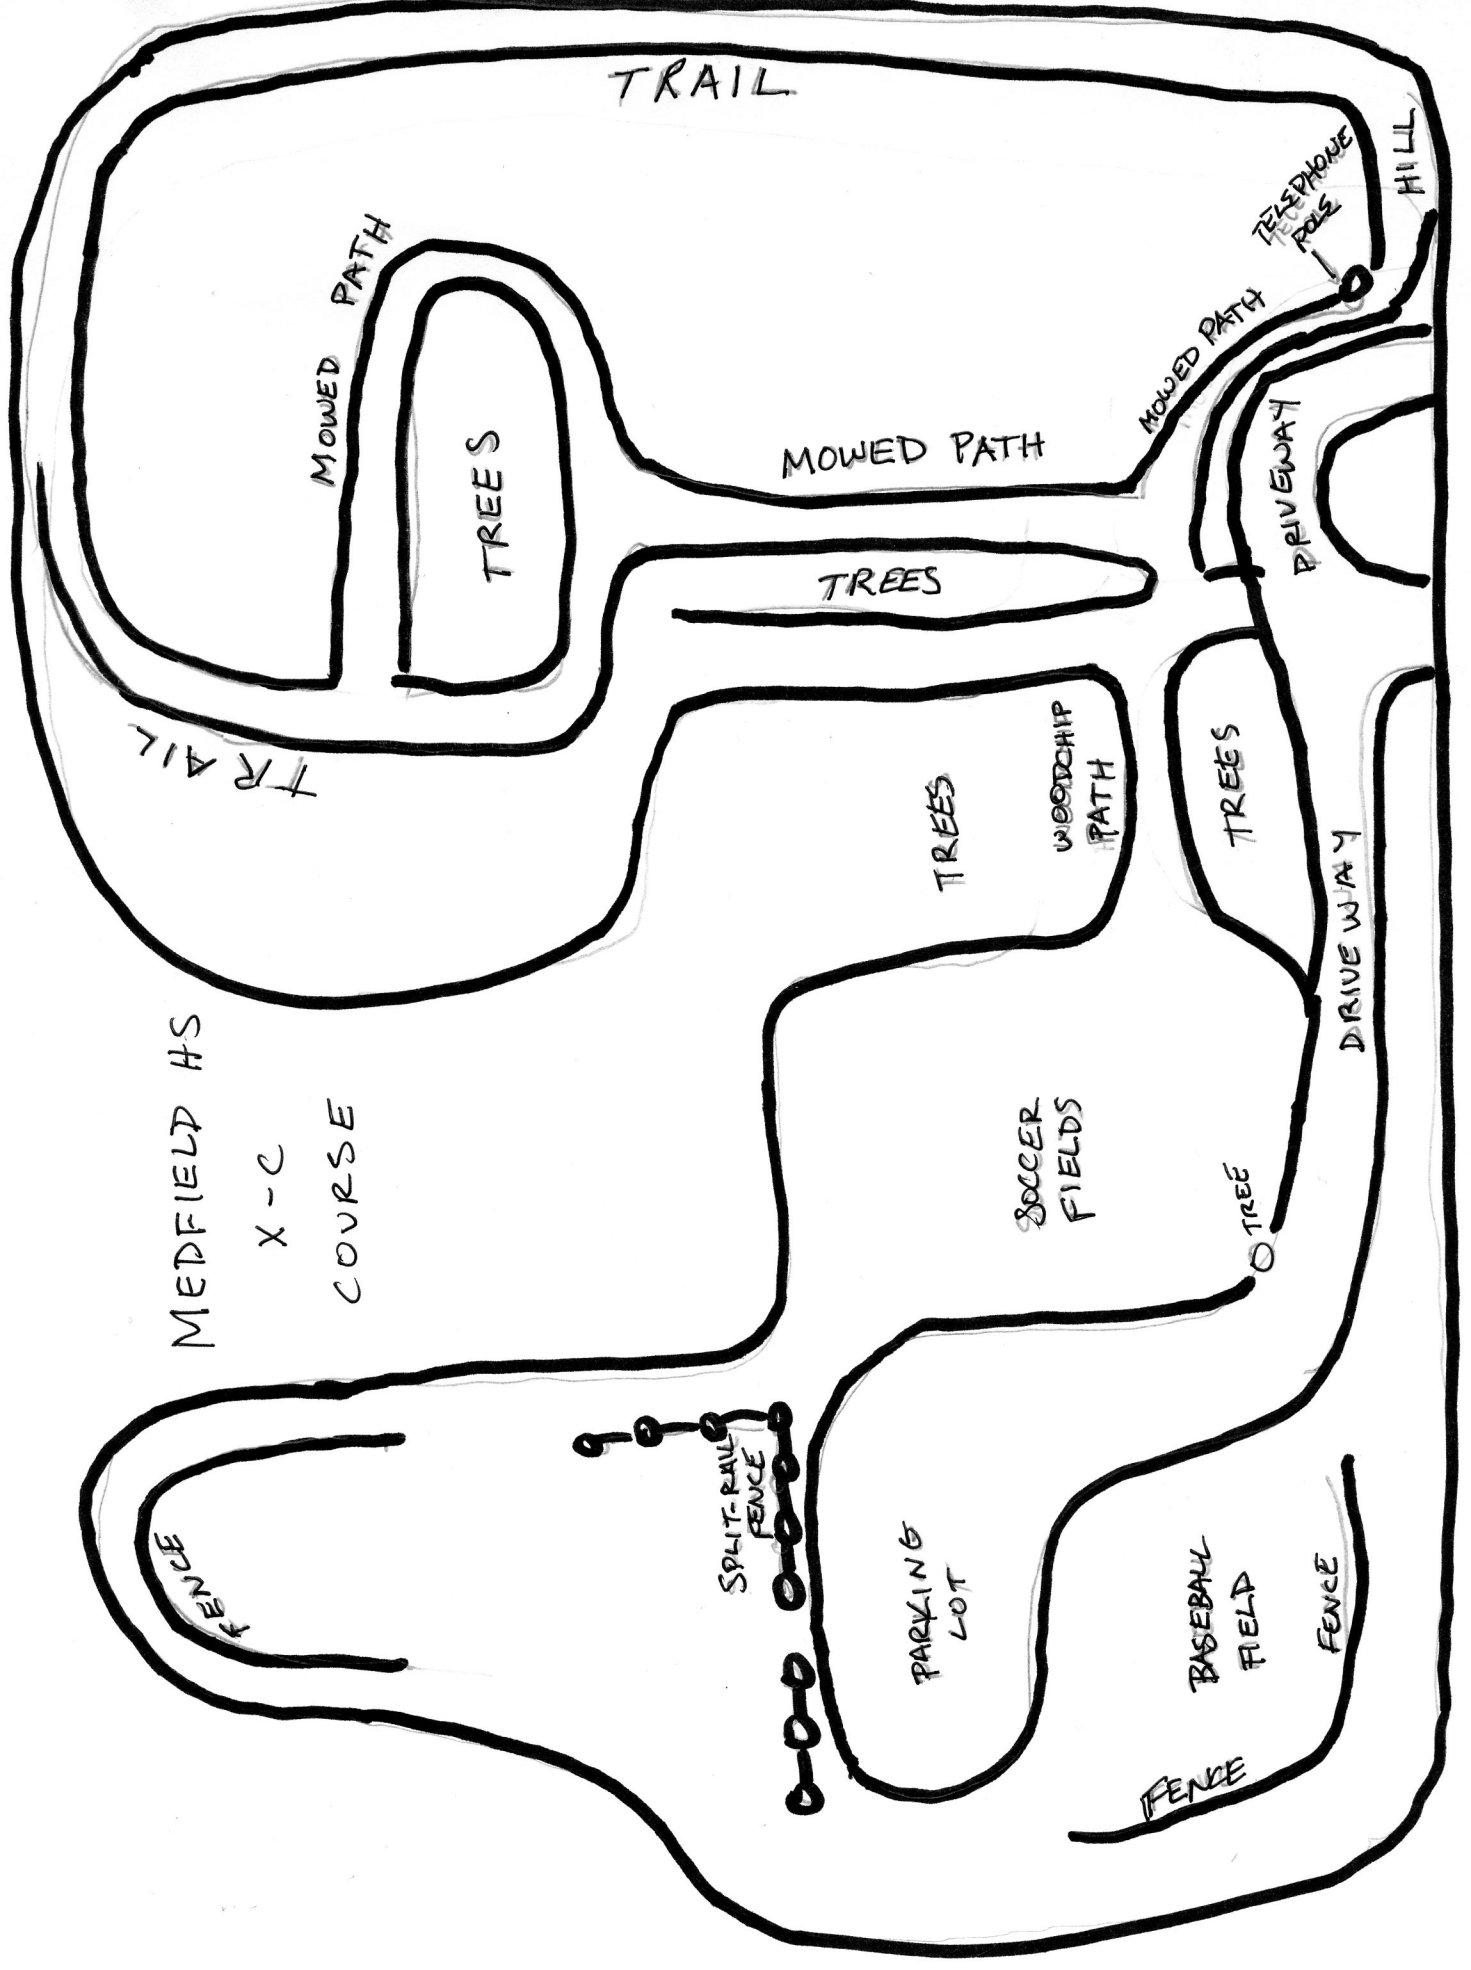 TRAIL
HILL
TELEPHONE
POLE
MOWED PATH
MOWED PATH
MOWED PATH
TREES
TREES
DRIVEWAY
TRAIL
TREES
WOODCHIP
PATH
TREES
DRIVEWAY
MEDFIELD HS
X-C
COURSE
SOCCER
FIELDS
TREE
SPLIT-RAIL
FENCE
FENCE
PARKING
LOT
BASEBALL
FIELD
FENCE
FENCE